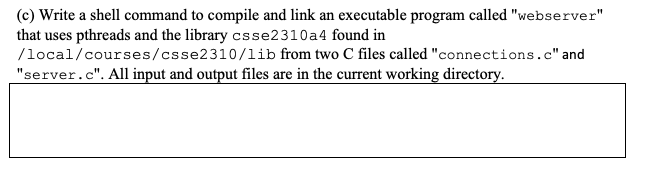 (c) Write a shell command to compile and link an executable program called "webserver"
that uses pthreads and the library csse2310a4 found in
/local/courses/csse2310/lib from two C files called "connections.c" and
"server.c". All input and output files are in the current working directory.